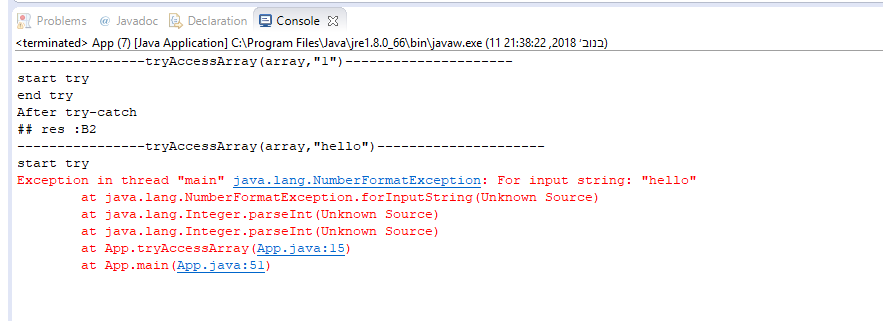 Problems @ Javadoc Declaration Console
<terminated> App (7) [Java Application] C:\Program Files\Java\jre1.8.0_66\bin\javaw.exe (11 בנוב׳ 2018, 21:38:22)
----------------tryAccessArray(array,"1")---------------------
start try
end try
After try-catch
## res :B2
----------------tryAccessArray(array,"hello")---------------------
start try
Exception in thread "main" java.lang.NumberFormatException: For input string: "hello"
at java.lang.NumberFormatException.forInputString(Unknown Source)
at java.lang.Integer.parseInt(Unknown Source)
at java.lang.Integer.parseInt(Unknown Source)
at App.tryAccessArray(App.java:15)
at App.main(App.java:51)